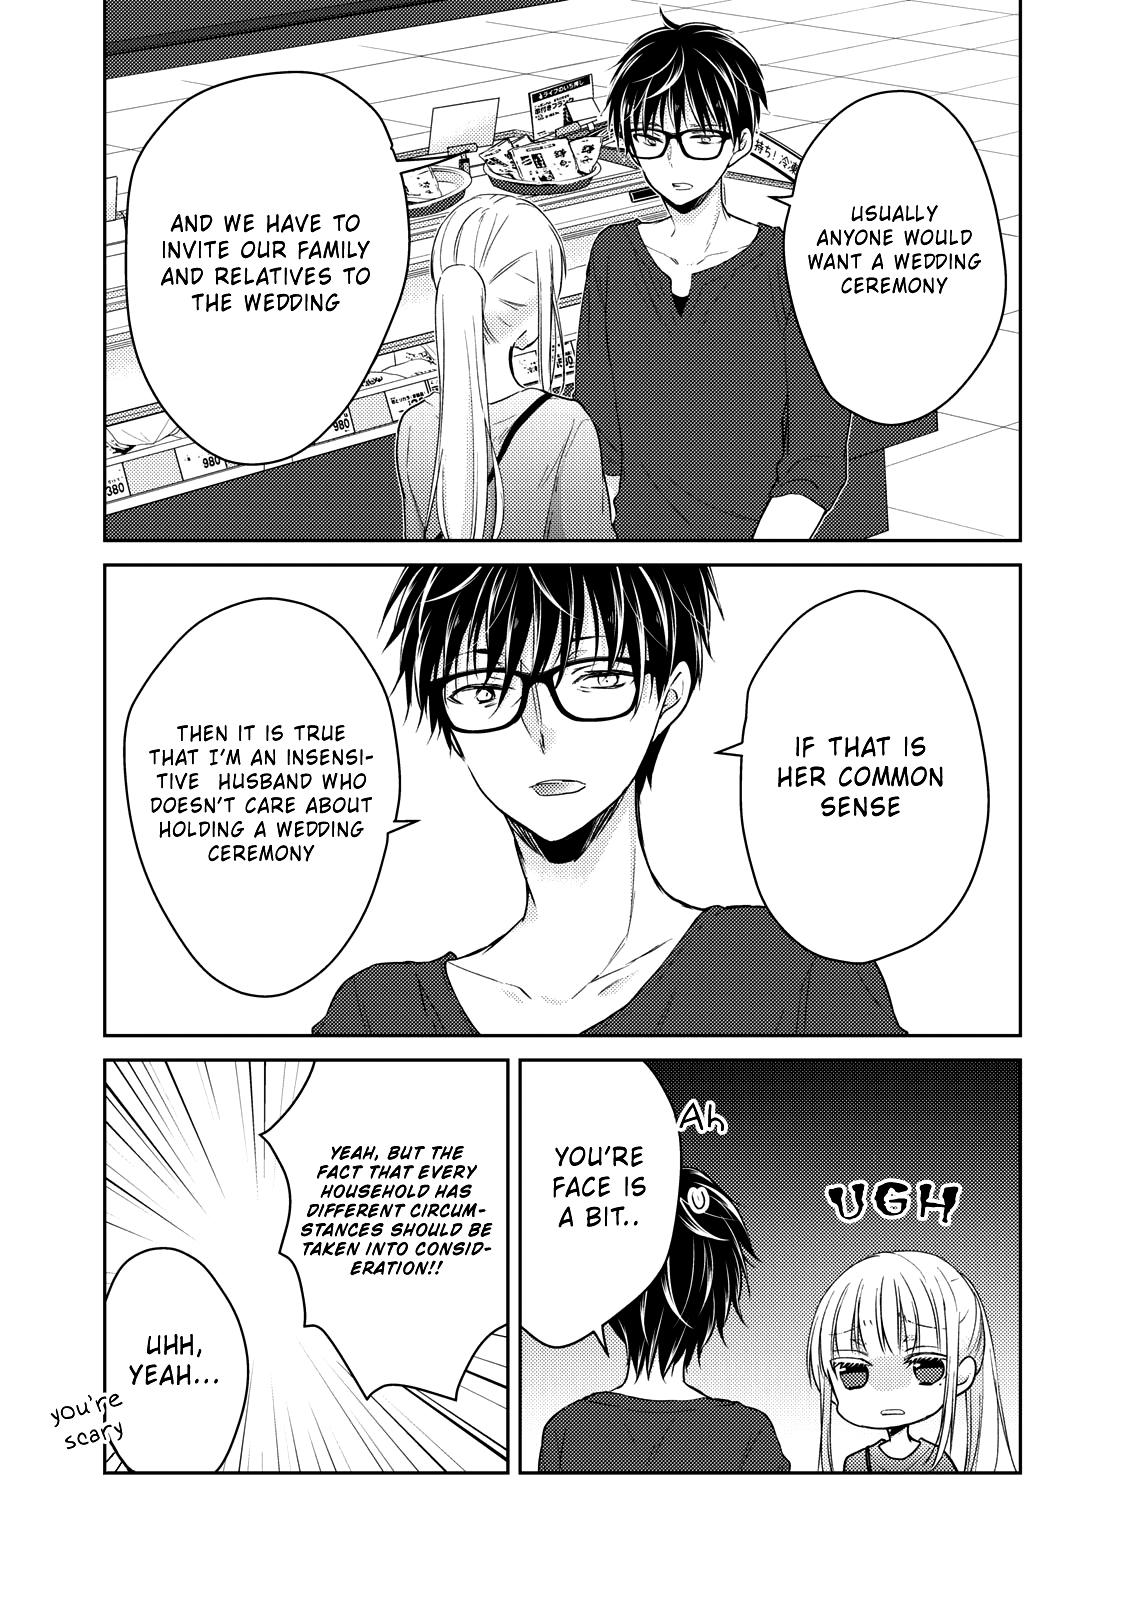 USUALLY
ANYONE WOULD
WANT A WEDDING
CEREMONY
AND WE HAVE TO
INVITE OUR FAMILY
AND RELATIVES TO
THE WEDDING
980
980
380
IF THAT IS
HER COMMON
SENSE
THEN IT IS TRUE
THAT I'M AN INSENSI-
TIVE HUSBAND WHO
DOESN'T CARE ABOUT
HOLDING A WEDDING
CEREMONY
Ah
UGH
YOU'RE
FACE IS
A BIT..
YEAH, BUT THE
FACT THAT EVERY
HOUSEHOLD HAS
DIFFERENT CIRCUM-
STANCES SHOULD BE
TAKEN INTO CONSID-
ERATION!!
UHH,
YEAH...
you're
scary